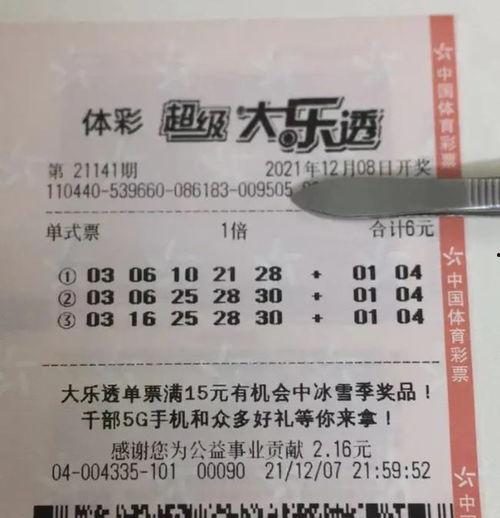 体彩 超级大乐透
第 21141期 2021年12月08日开奖
110440-539660-086183-009505
单式票 1倍 合计6元
① 03 06 10 21 28 + 01 04
② 03 06 25 28 30 + 01 04
③ 03 16 25 28 30 + 01 04
大乐透单票满15元有机会中冰雪季奖品！
千部5G手机和众多好礼等你来拿！
感谢您为公益事业贡献 2.16元
04-004335-101 00090 21/12/07 21:59:52
中国体育彩票
中国体育彩票
中国